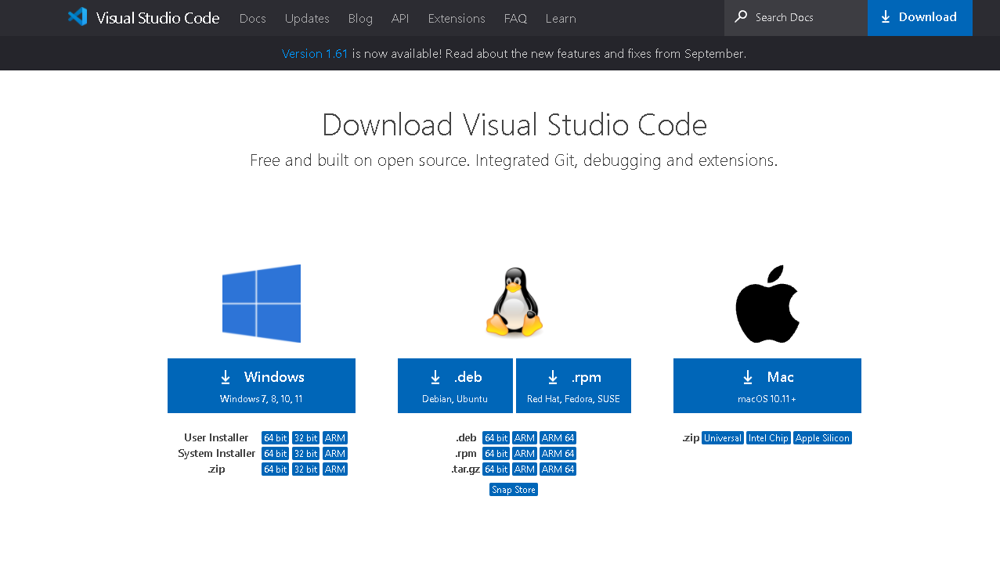 Visual Studio Code Docs Updates Blog API Extensions FAQ Learn Search Docs Download
Version 1.61 is now available! Read about the new features and fixes from September.
Download Visual Studio Code
Free and built on open source. Integrated Git, debugging and extensions.
Windows
Windows 7, 8, 10, 11
.deb
Debian, Ubuntu
.rpm
Red Hat, Fedora, SUSE
Mac
macOS 10.11+
User Installer 64 bit 32 bit ARM
System Installer 64 bit 32 bit ARM
.zip 64 bit 32 bit ARM
.deb 64 bit ARM ARM 64
.rpm 64 bit ARM ARM 64
.tar.gz 64 bit ARM ARM 64
Snap Store
.zip Universal Intel Chip Apple Silicon